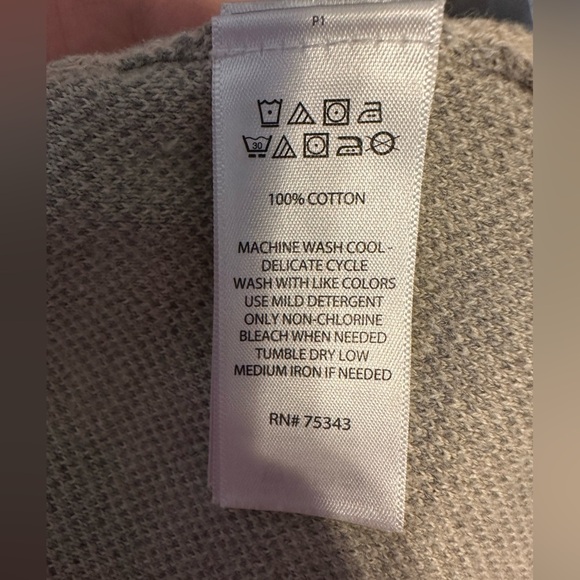 P1
30
100% COTTON
MACHINE WASH COOL-
DELICATE CYCLE
WASH WITH LIKE COLORS
USE MILD DETERGENT
ONLY NON-CHLORINE
BLEACH WHEN NEEDED
TUMBLE DRY LOW
MEDIUM IRON IF NEEDED
RN# 75343